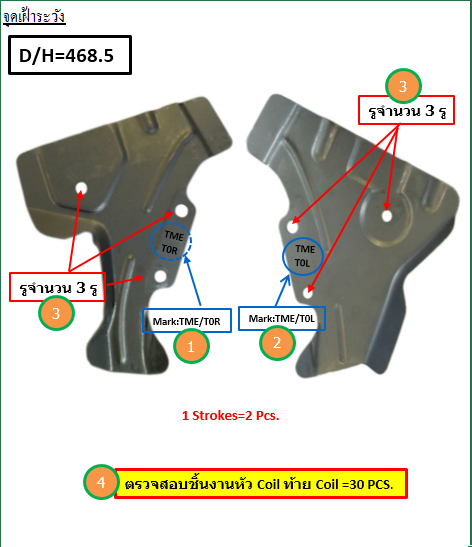 จุดเฝ้าระวัง
D/H=468.5
3
รูจำนวน 3 รู
TME
T0R
TME
T0L
รูจำนวน 3 รู
3
Mark:TME/T0R
Mark:TME/T0L
1
2
1 Strokes=2 Pcs.
4 ตรวจสอบชิ้นงานหัว Coil ท้าย Coil =30 PCS.